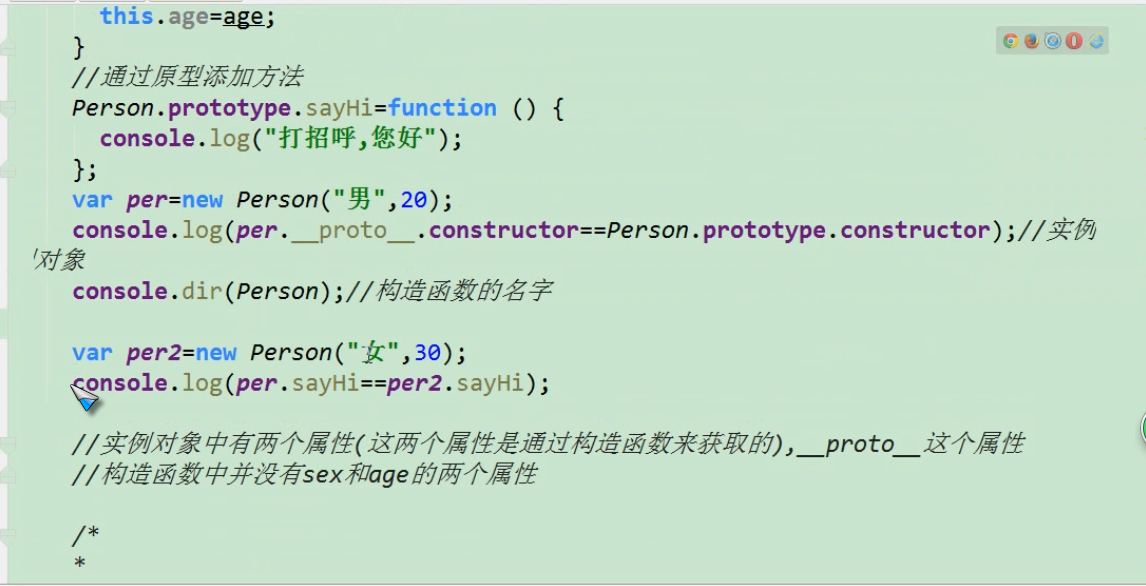 this.age=age;
}
//通过原型添加方法
Person.prototype.sayHi=function () {
console.log("打招呼,您好");
};
var per=new Person("男",20);
console.log(per.__proto__.constructor==Person.prototype.constructor);//实例
对象
console.dir(Person);//构造函数的名字
var per2=new Person("女",30);
console.log(per.sayHi==per2.sayHi);
//实例对象中有两个属性(这两个属性是通过构造函数来获取的),__proto__这个属性
//构造函数中并没有sex和age的两个属性
/*
*